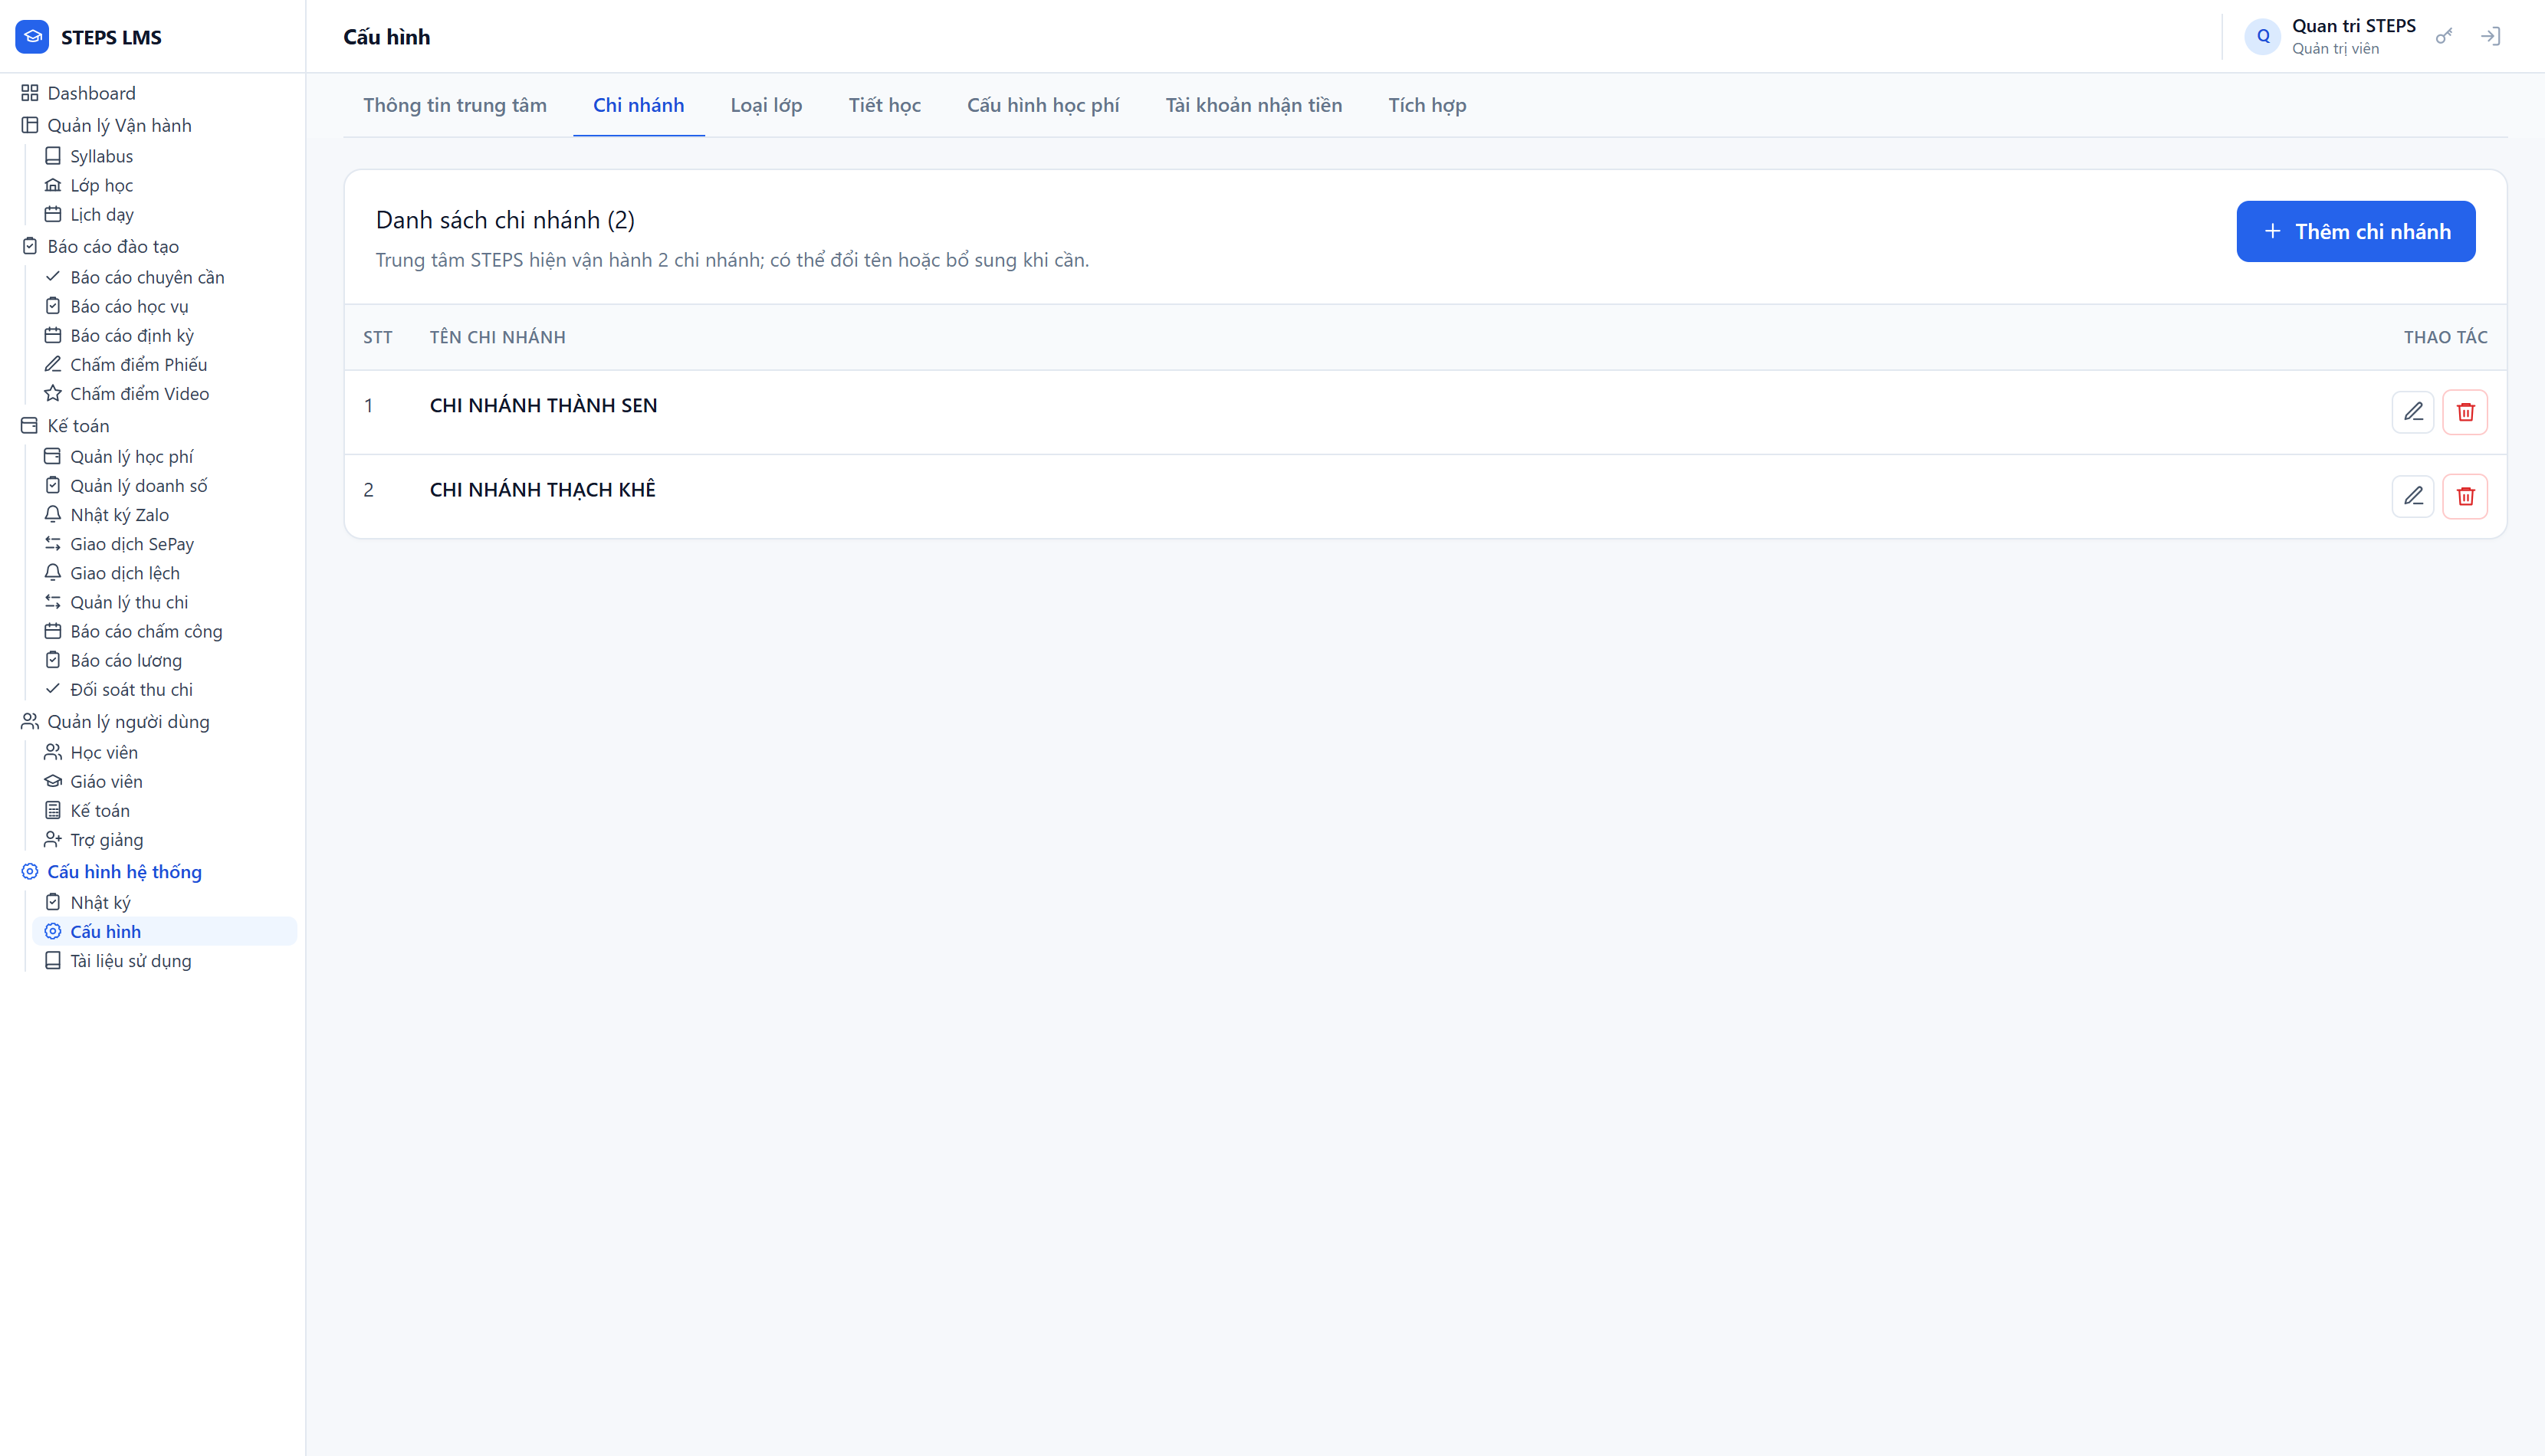 STEPS LMS
Cấu hình
Q
Quan tri STEPS
Quản trị viên
Dashboard
Quản lý Vận hành
Syllabus
Lớp học
Lịch dạy
Báo cáo đào tạo
Báo cáo chuyên cần
Báo cáo học vụ
Báo cáo định kỳ
Chấm điểm Phiếu
Chấm điểm Video
Kế toán
Quản lý học phí
Quản lý doanh số
Nhật ký Zalo
Giao dịch SePay
Giao dịch lệch
Quản lý thu chi
Báo cáo chấm công
Báo cáo lương
Đối soát thu chi
Quản lý người dùng
Học viên
Giáo viên
Kế toán
Trợ giảng
Cấu hình hệ thống
Nhật ký
Cấu hình
Tài liệu sử dụng
Thông tin trung tâm Chi nhánh Loại lớp Tiết học Cấu hình học phí Tài khoản nhận tiền Tích hợp
Danh sách chi nhánh (2)
Trung tâm STEPS hiện vận hành 2 chi nhánh; có thể đổi tên hoặc bổ sung khi cần.
+ Thêm chi nhánh
STT TÊN CHI NHÁNH THAO TÁC
1 CHI NHÁNH THÀNH SEN
2 CHI NHÁNH THẠCH KHÊ